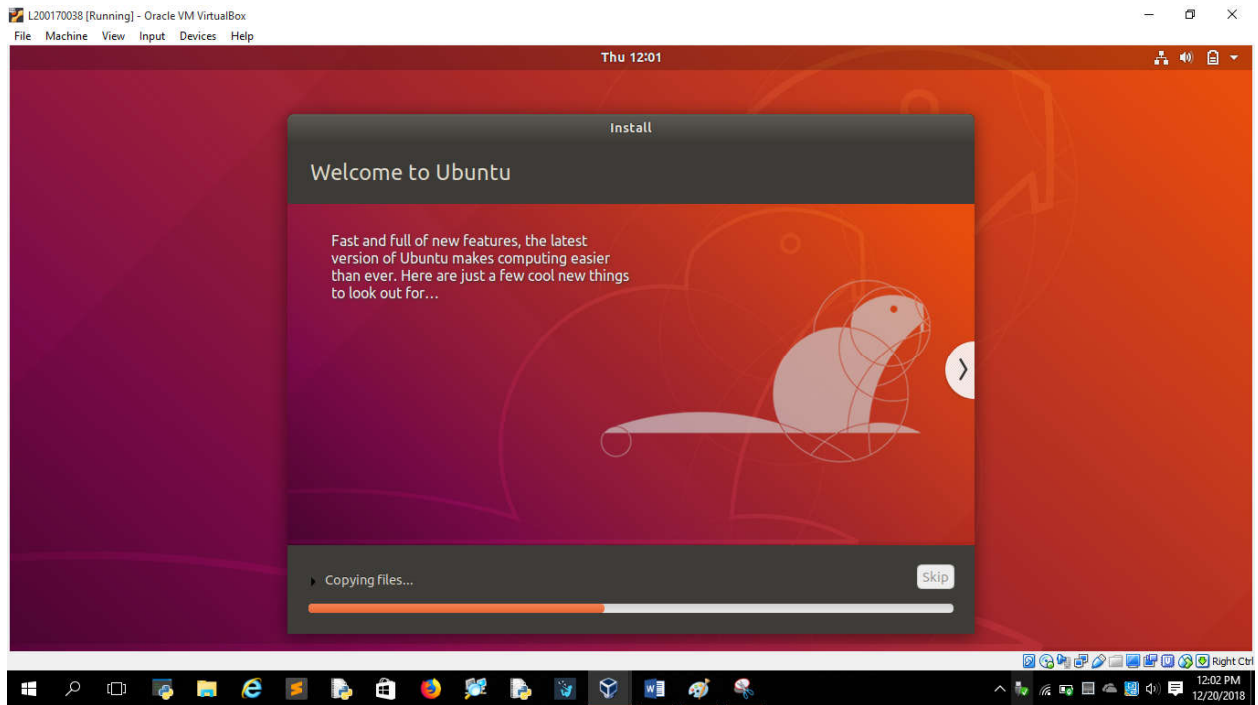 L200170038 [Running] - Oracle VM VirtualBox
File Machine View Input Devices Help
Thu 12:01
Install
Welcome to Ubuntu
Fast and full of new features, the latest
version of Ubuntu makes computing easier
than ever. Here are just a few cool new things
to look out for...
Copying files...
Skip
Right Ctrl
12:02 PM
12/20/2018